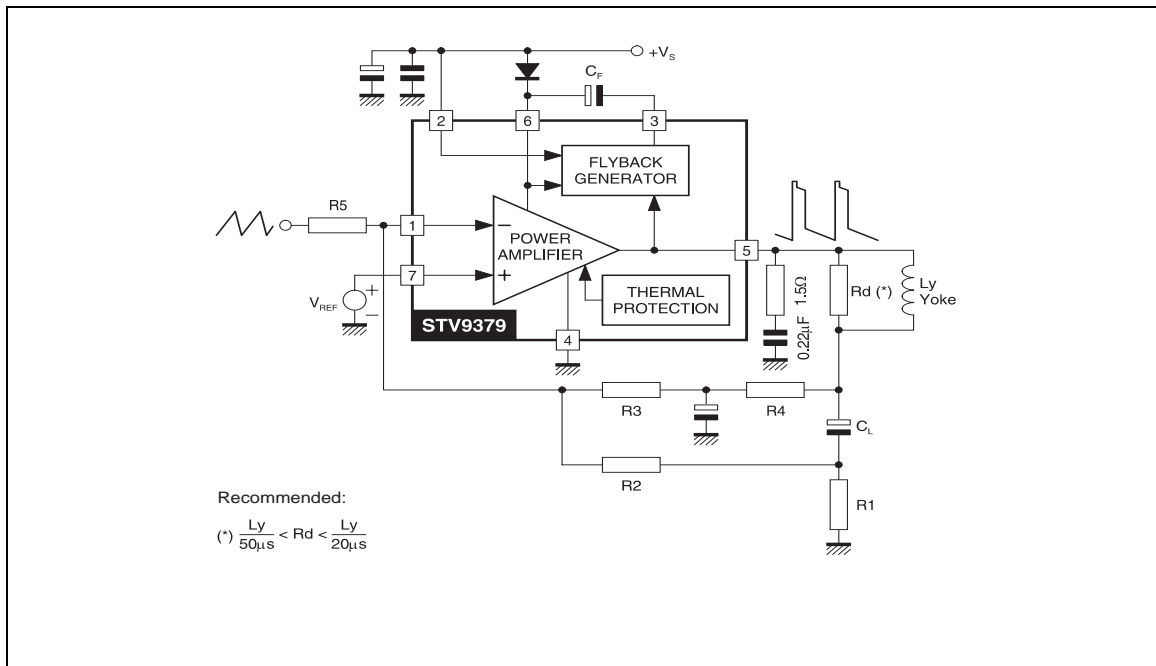 +VS
CF
2
6
3
FLYBACK
GENERATOR
R5
1
−
POWER
AMPLIFIER
5
7
+
Rd (*)
Ly
Yoke
1.5Ω
0.22µF
THERMAL
PROTECTION
VREF
+
−
STV9379
4
R3
R4
CL
R2
R1
Recommended:
(*) Ly/50µs < Rd < Ly/20µs